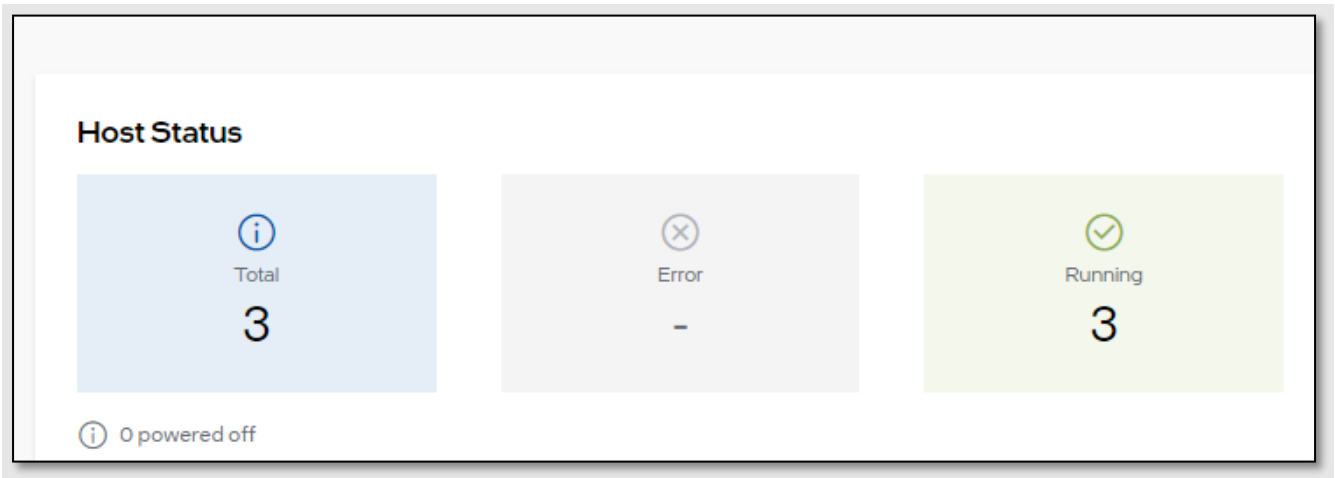 Host Status
Total
3
Error
-
Running
3
0 powered off